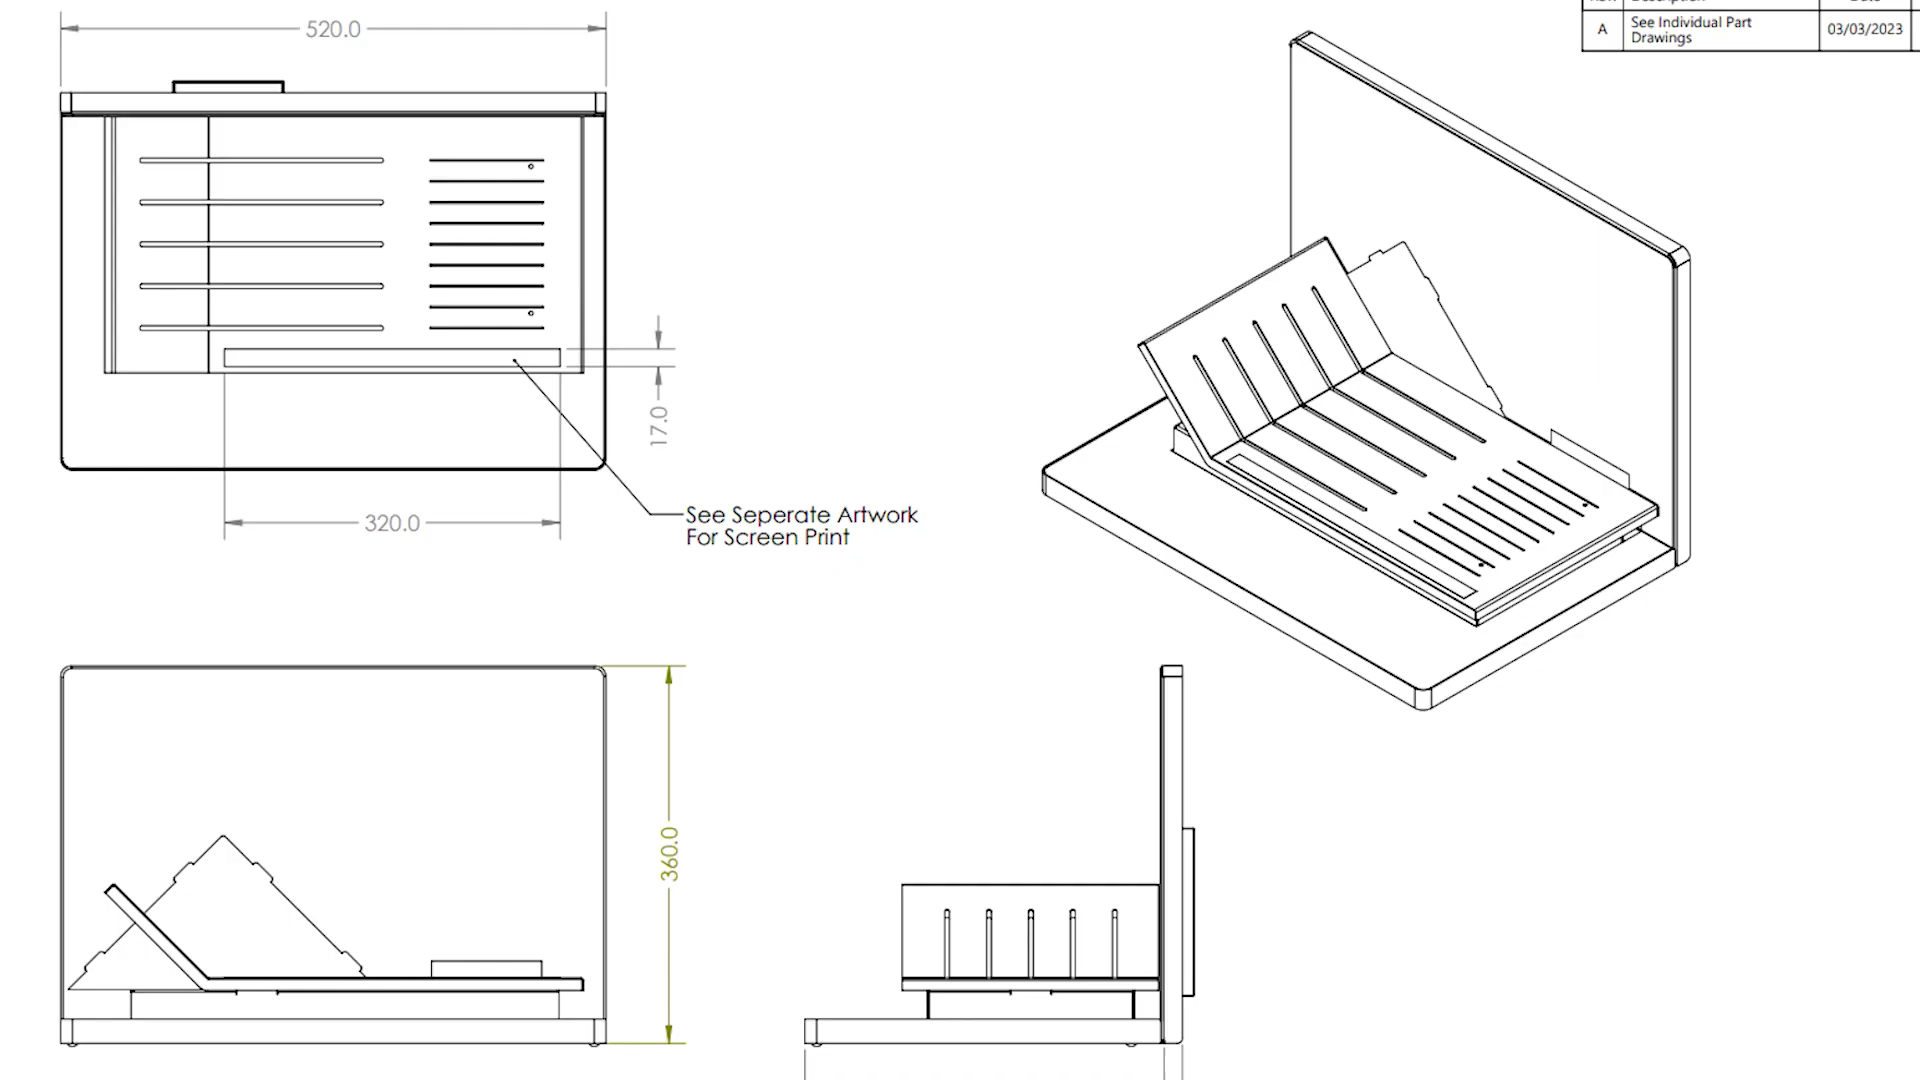 520.0
A
See Individual Part
Drawings
03/03/2023
17.0
320.0
See Seperate Artwork
For Screen Print
360.0